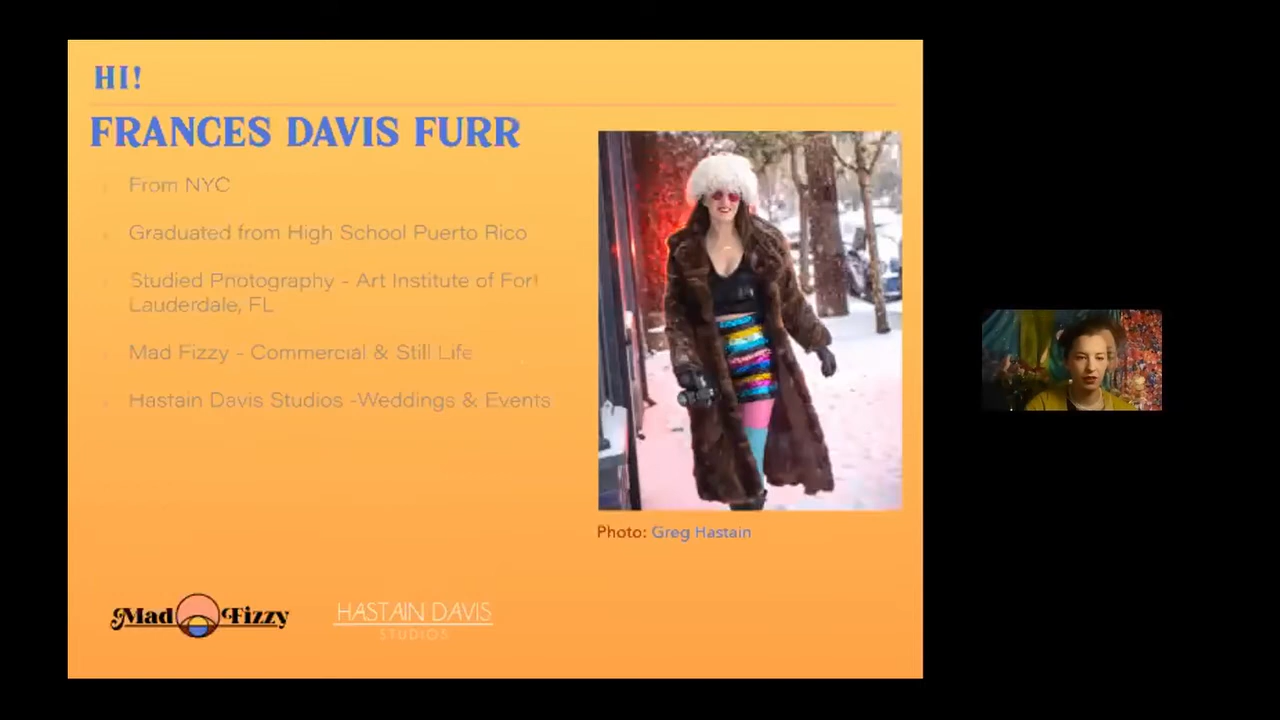 HI!
FRANCES DAVIS FURR
From NYC
Graduated from High School Puerto Rico
Studied Photography - Art Institute of Fort
Lauderdale, FL
Mad Fizzy - Commercial & Still Life
Hastain Davis Studios -Weddings & Events
Photo: Greg Hastain
Mad Fizzy
HASTAIN DAVIS
STUDIOS